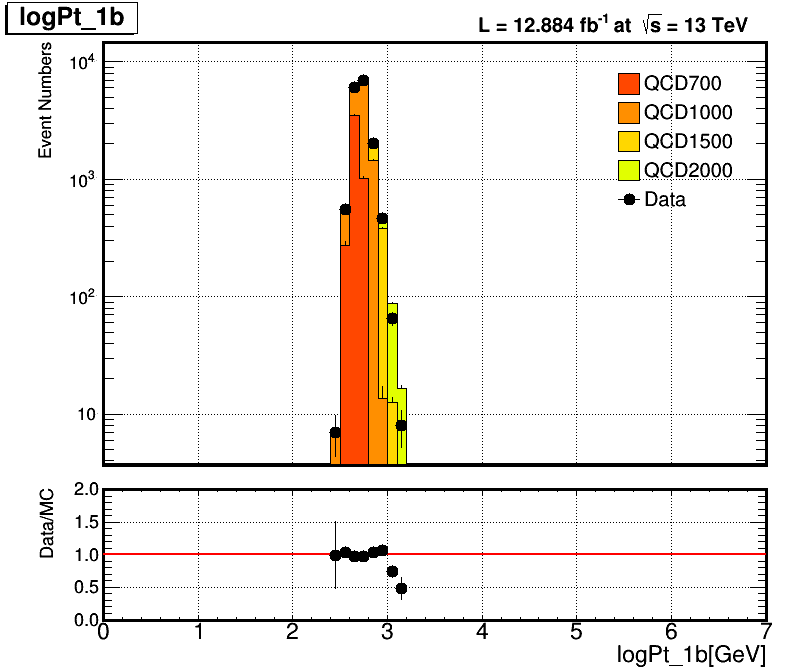 logPt_1b
L = 12.884 fb⁻¹ at √s = 13 TeV
Event Numbers
10⁴
10³
10²
10
QCD700
QCD1000
QCD1500
QCD2000
Data
Data/MC
2.0
1.5
1.0
0.5
0.0
0 1 2 3 4 5 6 7
logPt_1b[GeV]